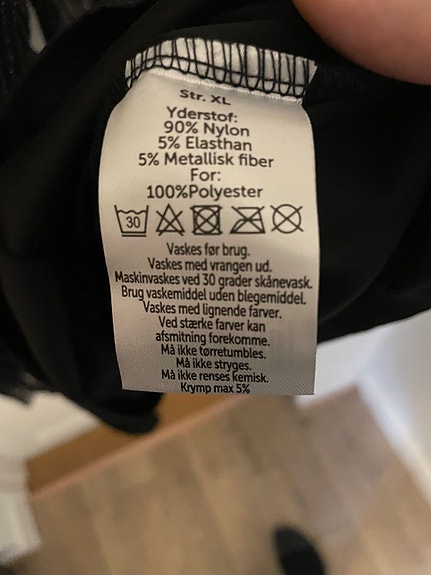 Str. XL
Yderstof:
90% Nylon
5% Elasthan
5% Metallisk fiber
For:
100%Polyester
30
Vaskes før brug.
Vaskes med vrangen ud.
Maskinvaskes ved 30 grader skånevask.
Brug vaskemiddel uden blegemiddel.
Vaskes med lignende farver.
Ved stærke farver kan
afsmitning forekomme.
Må ikke tørretumbles.
Må ikke stryges.
Må ikke renses kemisk.
Krymp max 5%